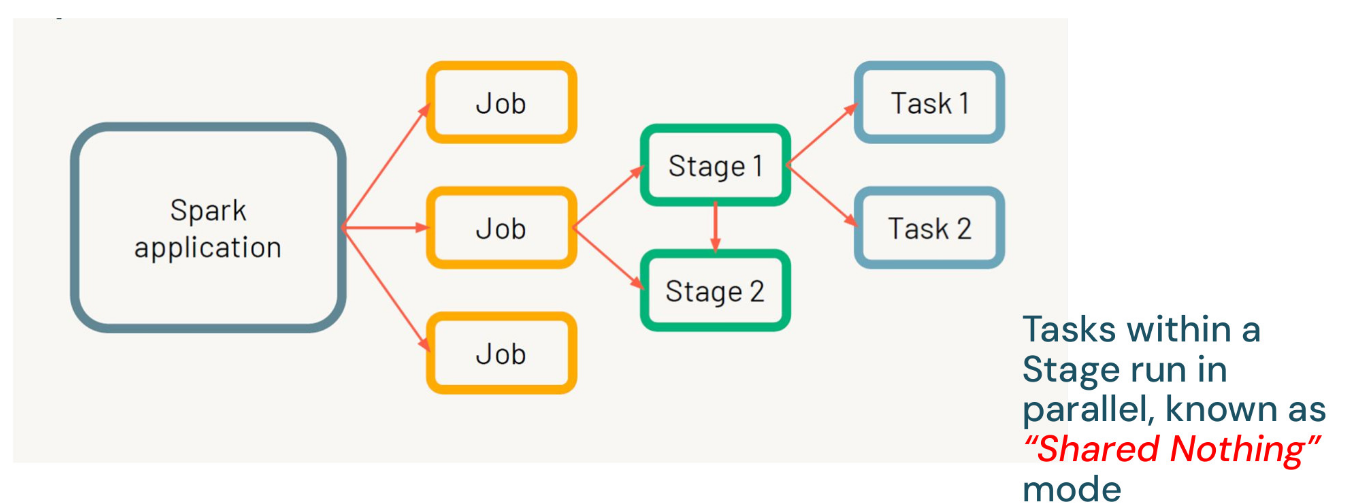 Spark
application
Job
Job
Job
Stage 1
Stage 2
Task 1
Task 2
Tasks within a
Stage run in
parallel, known as
“Shared Nothing”
mode